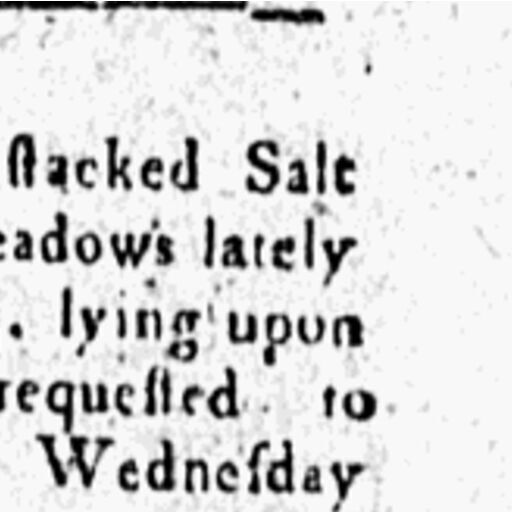 ſtacked Salt
eadows lately
. lying upon
requeſted to
Wedneſday